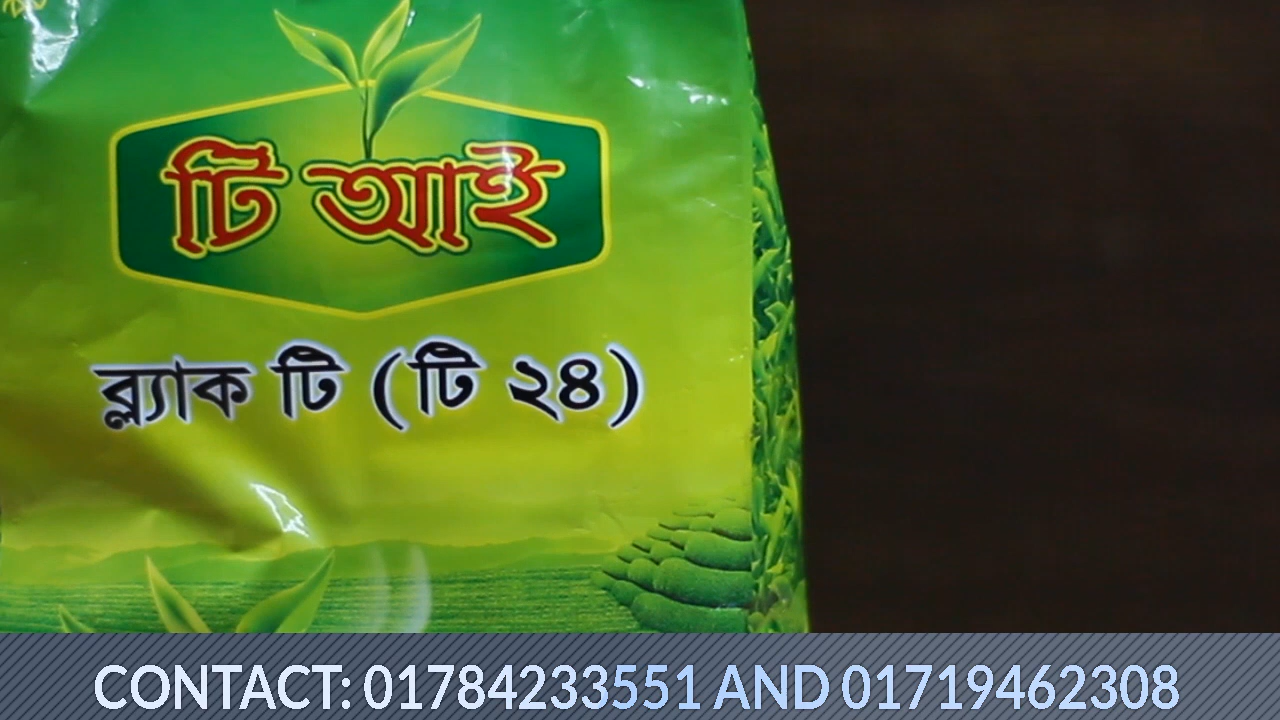 টি আই
ব্ল্যাক টি (টি ২৪)
CONTACT: 01784233551 AND 01719462308